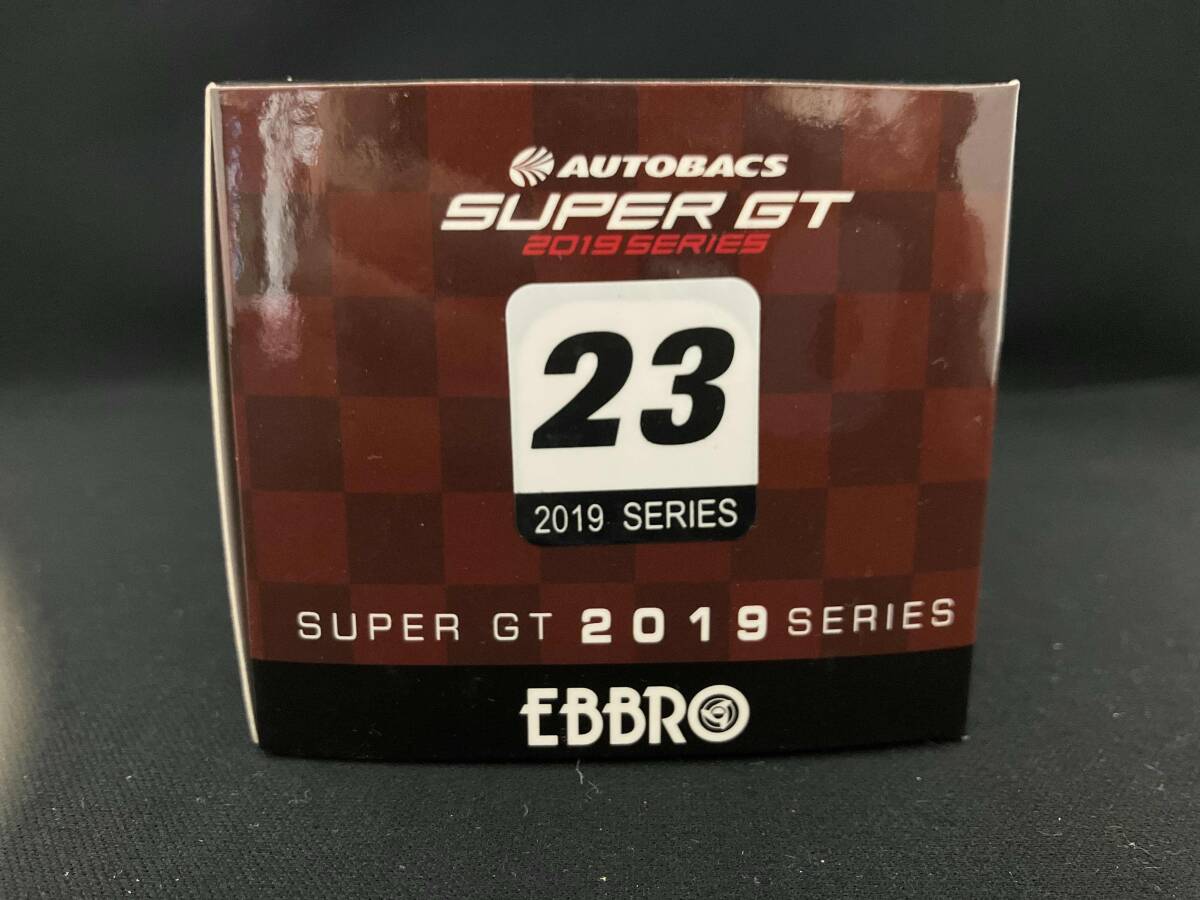 AUTOBACS
SUPER GT
2019 SERIES
23
2019 SERIES
SUPER GT 2019 SERIES
EBBRO